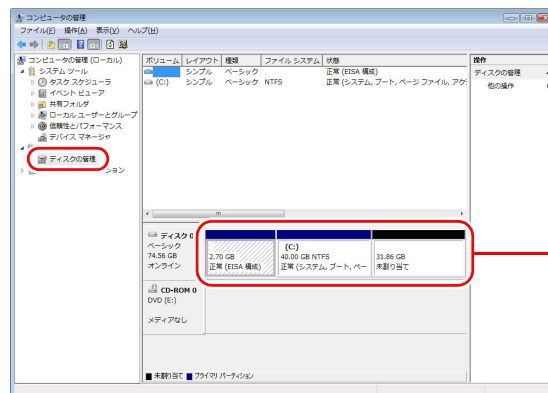 コンピュータの管理
ファイル(F) 操作(A) 表示(V) ヘルプ(H)
コンピュータの管理 (ローカル)
システム ツール
タスク スケジューラ
イベント ビューア
共有フォルダ
ローカル ユーザーとグループ
信頼性とパフォーマンス
デバイス マネージャ
ディスクの管理
ション
ボリューム レイアウト 種類 ファイル システム 状態
シンプル ベーシック 正常 (EISA 構成)
(C:) シンプル ベーシック NTFS 正常 (システム, ブート, ページ ファイル, アク
操作
ディスクの管理
他の操作
ディスク 0
ベーシック
74.56 GB
オンライン
2.70 GB
正常 (EISA 構成)
(C:)
40.00 GB NTFS
正常 (システム, ブート, ペー
31.86 GB
未割り当て
CD-ROM 0
DVD (E:)
メディアなし
未割り当て プライマリ パーティション